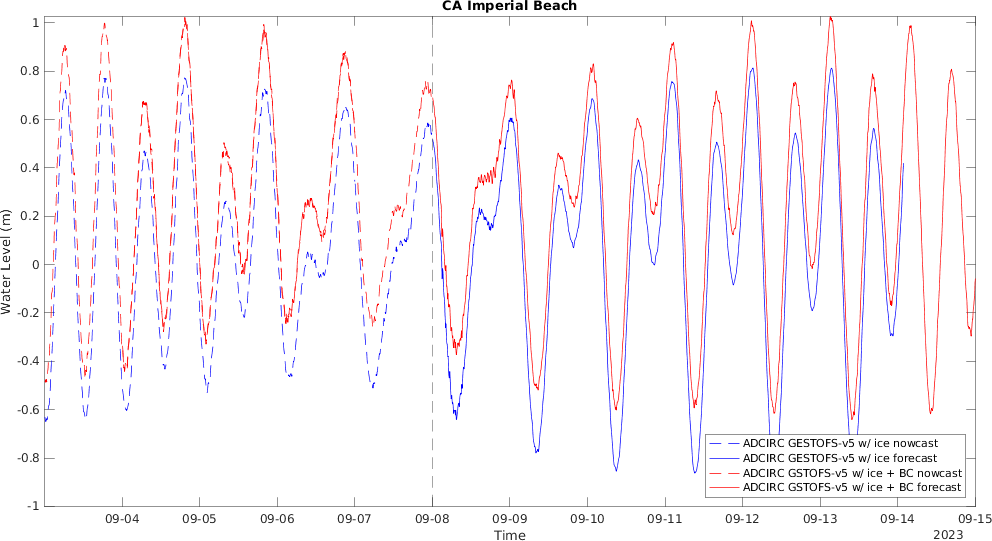 CA Imperial Beach
Water Level (m)
1
0.8
0.6
0.4
0.2
0
-0.2
-0.4
-0.6
-0.8
-1
ADCIRC GESTOFS-v5 w/ ice nowcast
ADCIRC GESTOFS-v5 w/ ice forecast
ADCIRC GSTOFS-v5 w/ ice + BC nowcast
ADCIRC GSTOFS-v5 w/ ice + BC forecast
09-04 09-05 09-06 09-07 09-08 09-09 09-10 09-11 09-12 09-13 09-14 09-15
Time
2023